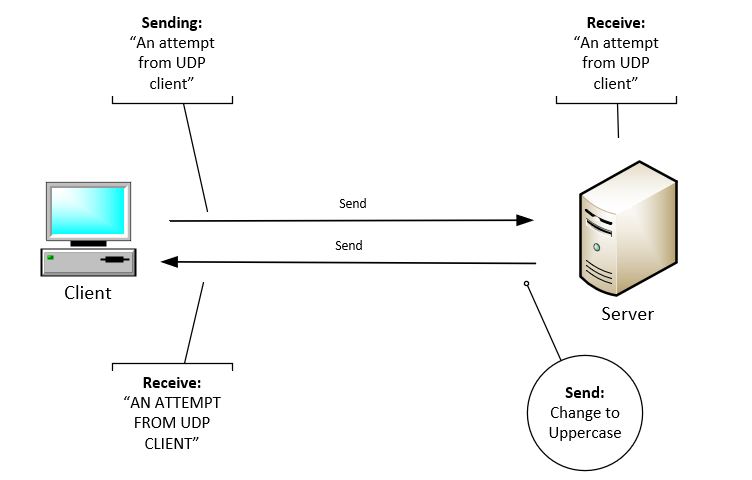 Sending:
“An attempt
from UDP
client”
Receive:
“An attempt
from UDP
client”
Send
Send
Client
Server
Receive:
“AN ATTEMPT
FROM UDP
CLIENT”
Send:
Change to
Uppercase